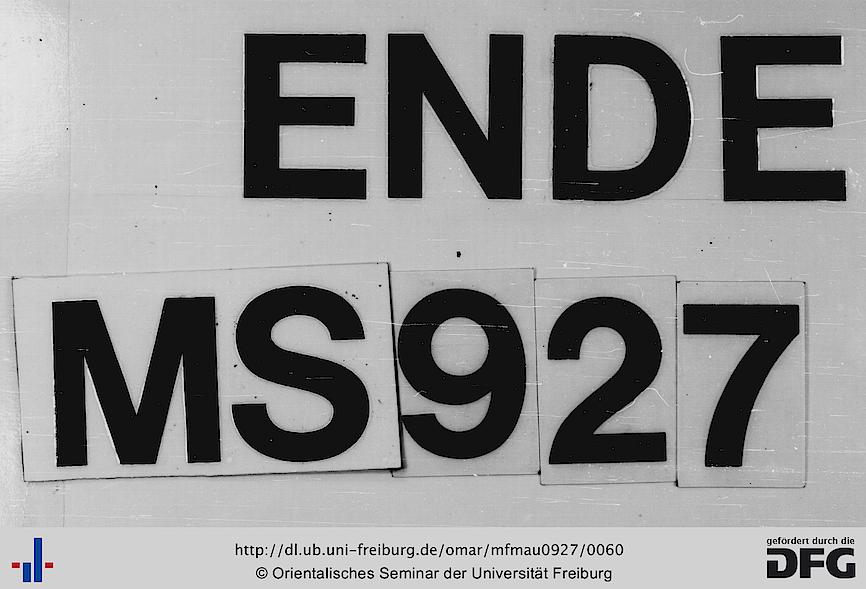 ENDE
MS927
http://dl.ub.uni-freiburg.de/omar/mfmau0927/0060
© Orientalisches Seminar der Universität Freiburg
gefördert durch die
DFG